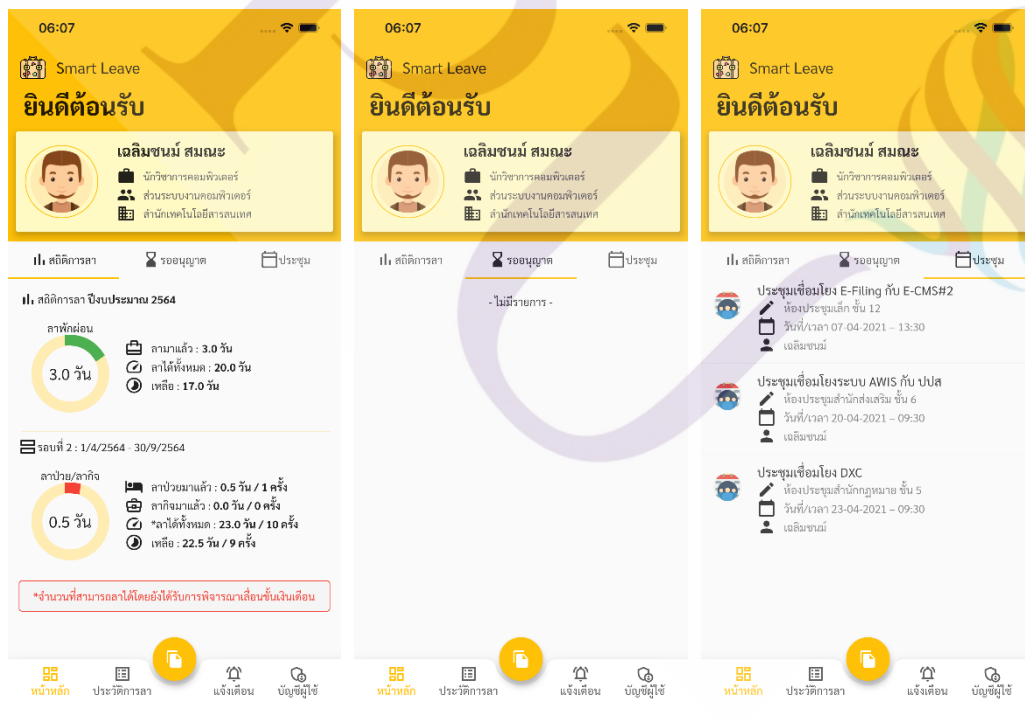 06:07
Smart Leave
ยินดีต้อนรับ
เฉลิมชนม์ สมณะ
นักวิชาการคอมพิวเตอร์
ส่วนระบบงานคอมพิวเตอร์
สำนักเทคโนโลยีสารสนเทศ
สถิติการลา
รออนุญาต
ประชุม
สถิติการลา ปีงบประมาณ 2564
ลาพักผ่อน
3.0 วัน
ลามาแล้ว : 3.0 วัน
ลาได้ทั้งหมด : 20.0 วัน
เหลือ : 17.0 วัน
รอบที่ 2 : 1/4/2564 - 30/9/2564
ลาป่วย/ลากิจ
0.5 วัน
ลาป่วยมาแล้ว : 0.5 วัน / 1 ครั้ง
ลากิจมาแล้ว : 0.0 วัน / 0 ครั้ง
*ลาได้ทั้งหมด : 23.0 วัน / 10 ครั้ง
เหลือ : 22.5 วัน / 9 ครั้ง
*จำนวนที่สามารถลาได้โดยยังได้รับการพิจารณาเลื่อนขั้นเงินเดือน
หน้าหลัก
ประวัติการลา
แจ้งเตือน
บัญชีผู้ใช้
06:07
Smart Leave
ยินดีต้อนรับ
เฉลิมชนม์ สมณะ
นักวิชาการคอมพิวเตอร์
ส่วนระบบงานคอมพิวเตอร์
สำนักเทคโนโลยีสารสนเทศ
สถิติการลา
รออนุญาต
ประชุม
- ไม่มีรายการ -
หน้าหลัก
ประวัติการลา
แจ้งเตือน
บัญชีผู้ใช้
06:07
Smart Leave
ยินดีต้อนรับ
เฉลิมชนม์ สมณะ
นักวิชาการคอมพิวเตอร์
ส่วนระบบงานคอมพิวเตอร์
สำนักเทคโนโลยีสารสนเทศ
สถิติการลา
รออนุญาต
ประชุม
ประชุมเชื่อมโยง E-Filing กับ E-CMS#2
ห้องประชุมเล็ก ชั้น 12
วันที่/เวลา 07-04-2021 – 13:30
เฉลิมชนม์
ประชุมเชื่อมโยงระบบ AWIS กับ ปปส
ห้องประชุมสำนักส่งเสริม ชั้น 6
วันที่/เวลา 20-04-2021 – 09:30
เฉลิมชนม์
ประชุมเชื่อมโยง DXC
ห้องประชุมสำนักกฎหมาย ชั้น 5
วันที่/เวลา 23-04-2021 – 09:30
เฉลิมชนม์
หน้าหลัก
ประวัติการลา
แจ้งเตือน
บัญชีผู้ใช้